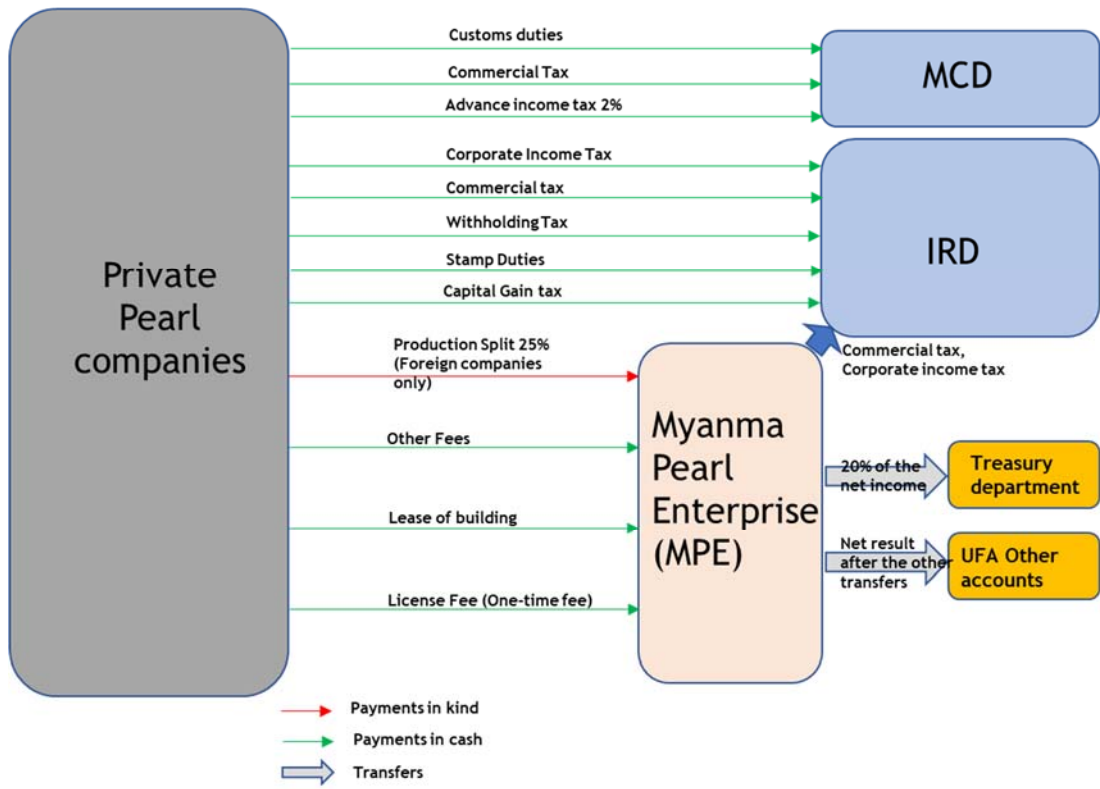 Private
Pearl
companies
Customs duties
Commercial Tax
Advance income tax 2%
MCD
Corporate Income Tax
Commercial tax
Withholding Tax
Stamp Duties
Capital Gain tax
IRD
Production Split 25%
(Foreign companies
only)
Other Fees
Lease of building
License Fee (One-time fee)
Myanma
Pearl
Enterprise
(MPE)
Commercial tax,
Corporate income tax
20% of the
net income
Treasury
department
Net result
after the other
transfers
UFA Other
accounts
Payments in kind
Payments in cash
Transfers